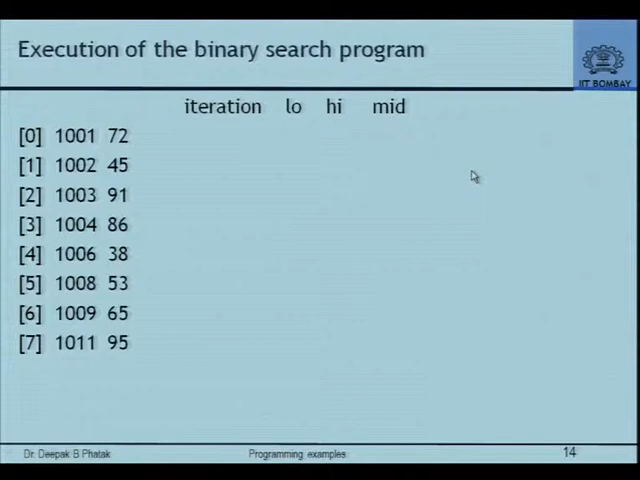 Execution of the binary search program
IIT BOMBAY
iteration lo hi mid
[0] 1001 72
[1] 1002 45
[2] 1003 91
[3] 1004 86
[4] 1006 38
[5] 1008 53
[6] 1009 65
[7] 1011 95
Dr. Deepak B Phatak
Programming examples
14